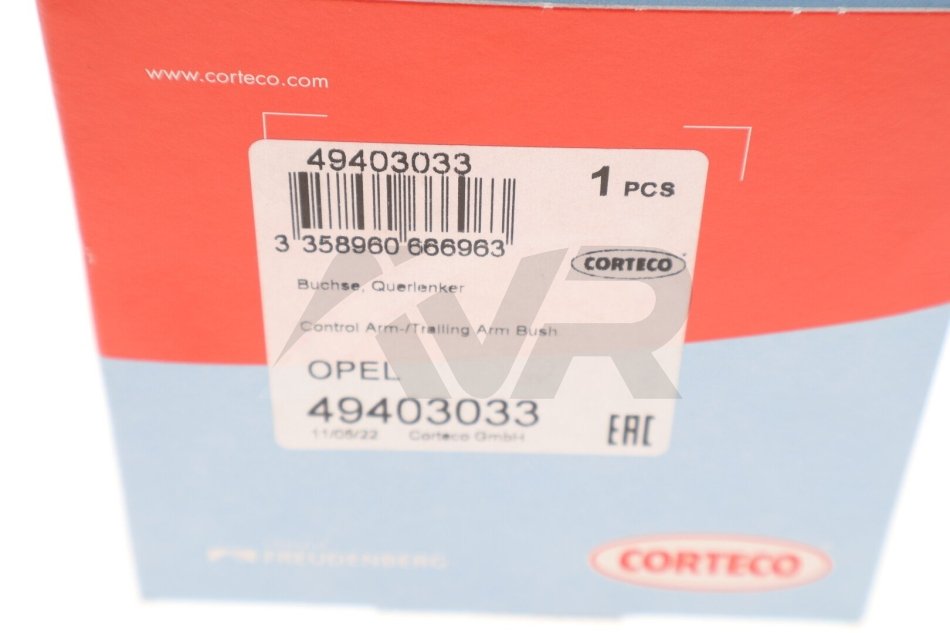 www.corteco.com
49403033
1 PCS
3 358960 666963
CORTECO
Buchse, Querlenker
Control Arm-/Trailing Arm Bush
VR
OPEL
49403033
EAC
11/05/22 Corteco GmbH
FREUDENBERG
CORTECO